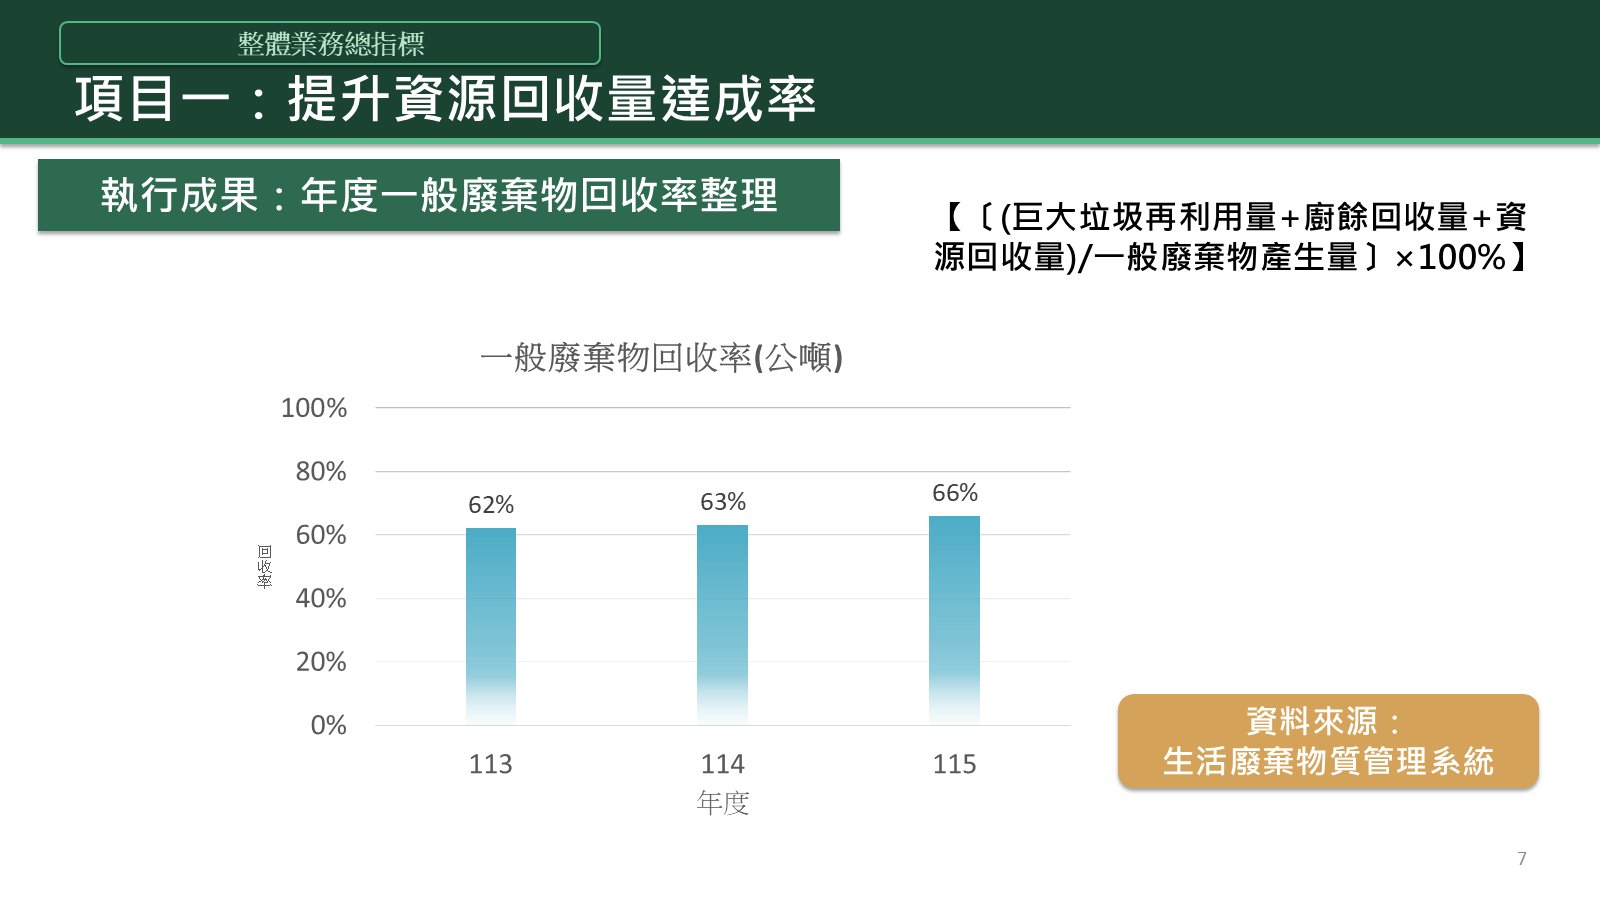 整體業務總指標
項目一：提升資源回收量達成率
執行成果：年度一般廢棄物回收率整理
【〔(巨大垃圾再利用量+廚餘回收量+資
源回收量)/一般廢棄物產生量〕×100%】
一般廢棄物回收率(公噸)
100%
80%
60%
40%
20%
0%
回收率
62%
63%
66%
113
114
115
年度
資料來源：
生活廢棄物質管理系統
7